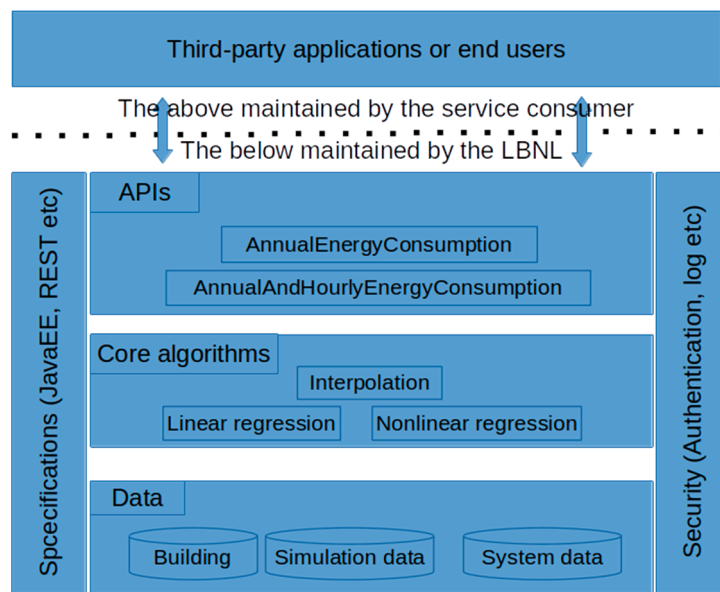 Third-party applications or end users
The above maintained by the service consumer
The below maintained by the LBNL
Spcecifications (JavaEE, REST etc)
APIs
AnnualEnergyConsumption
AnnualAndHourlyEnergyConsumption
Core algorithms
Interpolation
Linear regression
Nonlinear regression
Data
Building
Simulation data
System data
Security (Authentication, log etc)